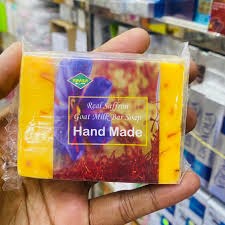 Real Saffron
Goat Milk Bar Soap
Hand Made